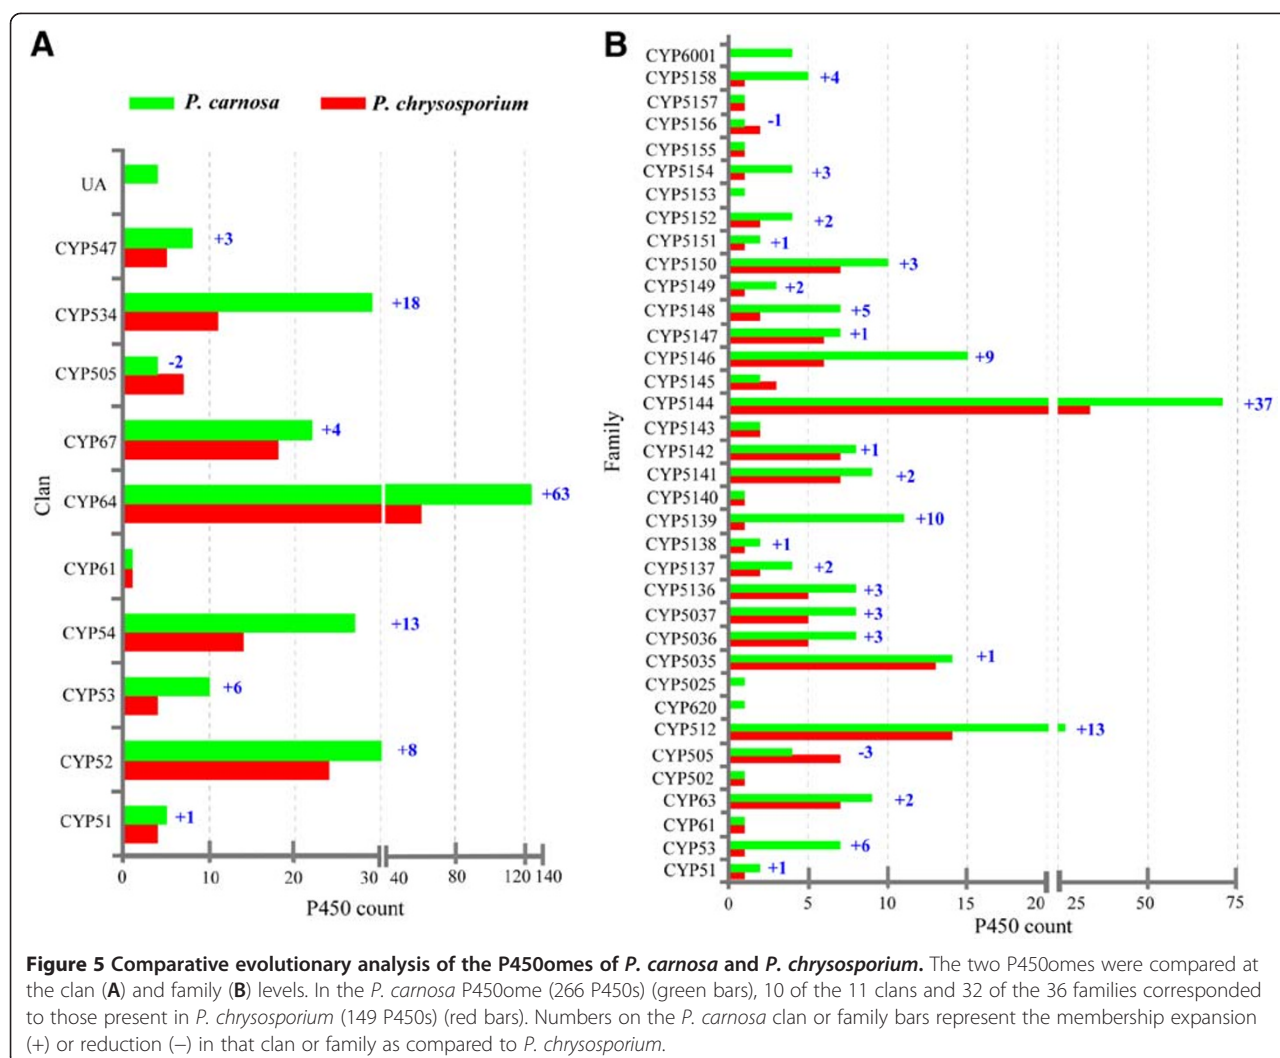 A
P. carnosa
P. chrysosporium
UA
CYP547
+3
CYP534
+18
CYP505
-2
CYP67
+4
CYP64
+63
CYP61
CYP54
+13
CYP53
+6
CYP52
+8
CYP51
+1
Clan
0 10 20 30 40 80 120 140
P450 count
B
CYP6001
CYP5158 +4
CYP5157
CYP5156 -1
CYP5155
CYP5154 +3
CYP5153
CYP5152 +2
CYP5151 +1
CYP5150 +3
CYP5149 +2
CYP5148 +5
CYP5147 +1
CYP5146 +9
CYP5145
CYP5144 +37
CYP5143
CYP5142 +1
CYP5141 +2
CYP5140
CYP5139 +10
CYP5138 +1
CYP5137 +2
CYP5136 +3
CYP5037 +3
CYP5036 +3
CYP5035 +1
CYP5025
CYP620
CYP512 +13
CYP505 -3
CYP502
CYP63 +2
CYP61
CYP53 +6
CYP51 +1
Family
0 5 10 15 20 25 50 75
P450 count
Figure 5 Comparative evolutionary analysis of the P450omes of P. carnosa and P. chrysosporium. The two P450omes were compared at
the clan (A) and family (B) levels. In the P. carnosa P450ome (266 P450s) (green bars), 10 of the 11 clans and 32 of the 36 families corresponded
to those present in P. chrysosporium (149 P450s) (red bars). Numbers on the P. carnosa clan or family bars represent the membership expansion
(+) or reduction (−) in that clan or family as compared to P. chrysosporium.